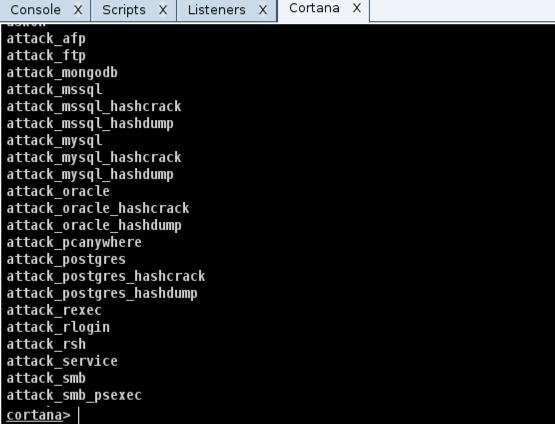 Console X Scripts X Listeners X Cortana X
attack_afp
attack_ftp
attack_mongodb
attack_mssql
attack_mssql_hashcrack
attack_mssql_hashdump
attack_mysql
attack_mysql_hashcrack
attack_mysql_hashdump
attack_oracle
attack_oracle_hashcrack
attack_oracle_hashdump
attack_pcanywhere
attack_postgres
attack_postgres_hashcrack
attack_postgres_hashdump
attack_rexec
attack_rlogin
attack_rsh
attack_service
attack_smb
attack_smb_psexec
cortana>